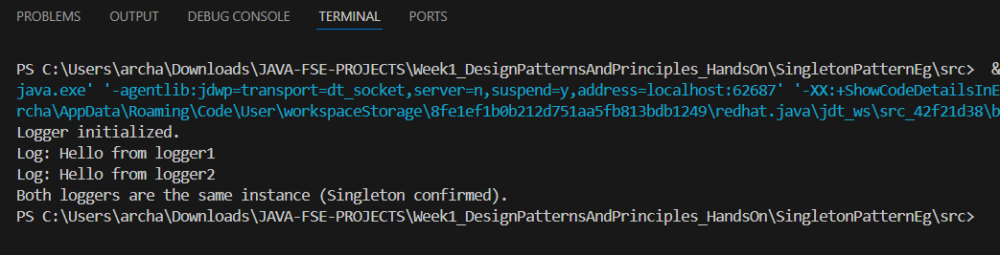 PROBLEMS OUTPUT DEBUG CONSOLE TERMINAL PORTS
PS C:\Users\archa\Downloads\JAVA-FSE-PROJECTS\Week1_DesignPatternsAndPrinciples_HandsOn\SingletonPatternEg\src> &
java.exe' '-agentlib:jdwp=transport=dt_socket,server=n,suspend=y,address=localhost:62687' '-XX:+ShowCodeDetailsInE
rcha\AppData\Roaming\Code\User\workspaceStorage\8fe1ef1b0b212d751aa5fb813bdb1249\redhat.java\jdt_ws\src_42f21d38\b
Logger initialized.
Log: Hello from logger1
Log: Hello from logger2
Both loggers are the same instance (Singleton confirmed).
PS C:\Users\archa\Downloads\JAVA-FSE-PROJECTS\Week1_DesignPatternsAndPrinciples_HandsOn\SingletonPatternEg\src>